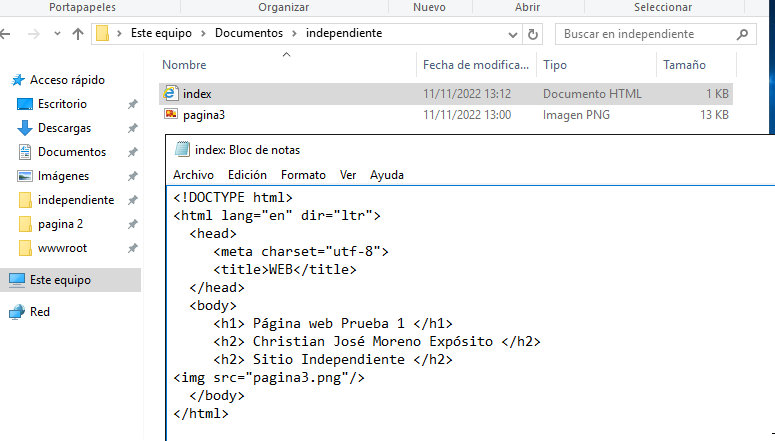 Portapapeles Organizar Nuevo Abrir Seleccionar
Este equipo > Documentos > independiente
Buscar en independiente
Nombre Fecha de modifica... Tipo Tamaño
index 11/11/2022 13:12 Documento HTML 1 KB
pagina3 11/11/2022 13:00 Imagen PNG 13 KB
Acceso rápido
Escritorio
Descargas
Documentos
Imágenes
independiente
pagina 2
wwwroot
Este equipo
Red
index: Bloc de notas
Archivo Edición Formato Ver Ayuda
<!DOCTYPE html>
<html lang="en" dir="ltr">
<head>
<meta charset="utf-8">
<title>WEB</title>
</head>
<body>
<h1> Página web Prueba 1 </h1>
<h2> Christian José Moreno Expósito </h2>
<h2> Sitio Independiente </h2>
<img src="pagina3.png"/>
</body>
</html>